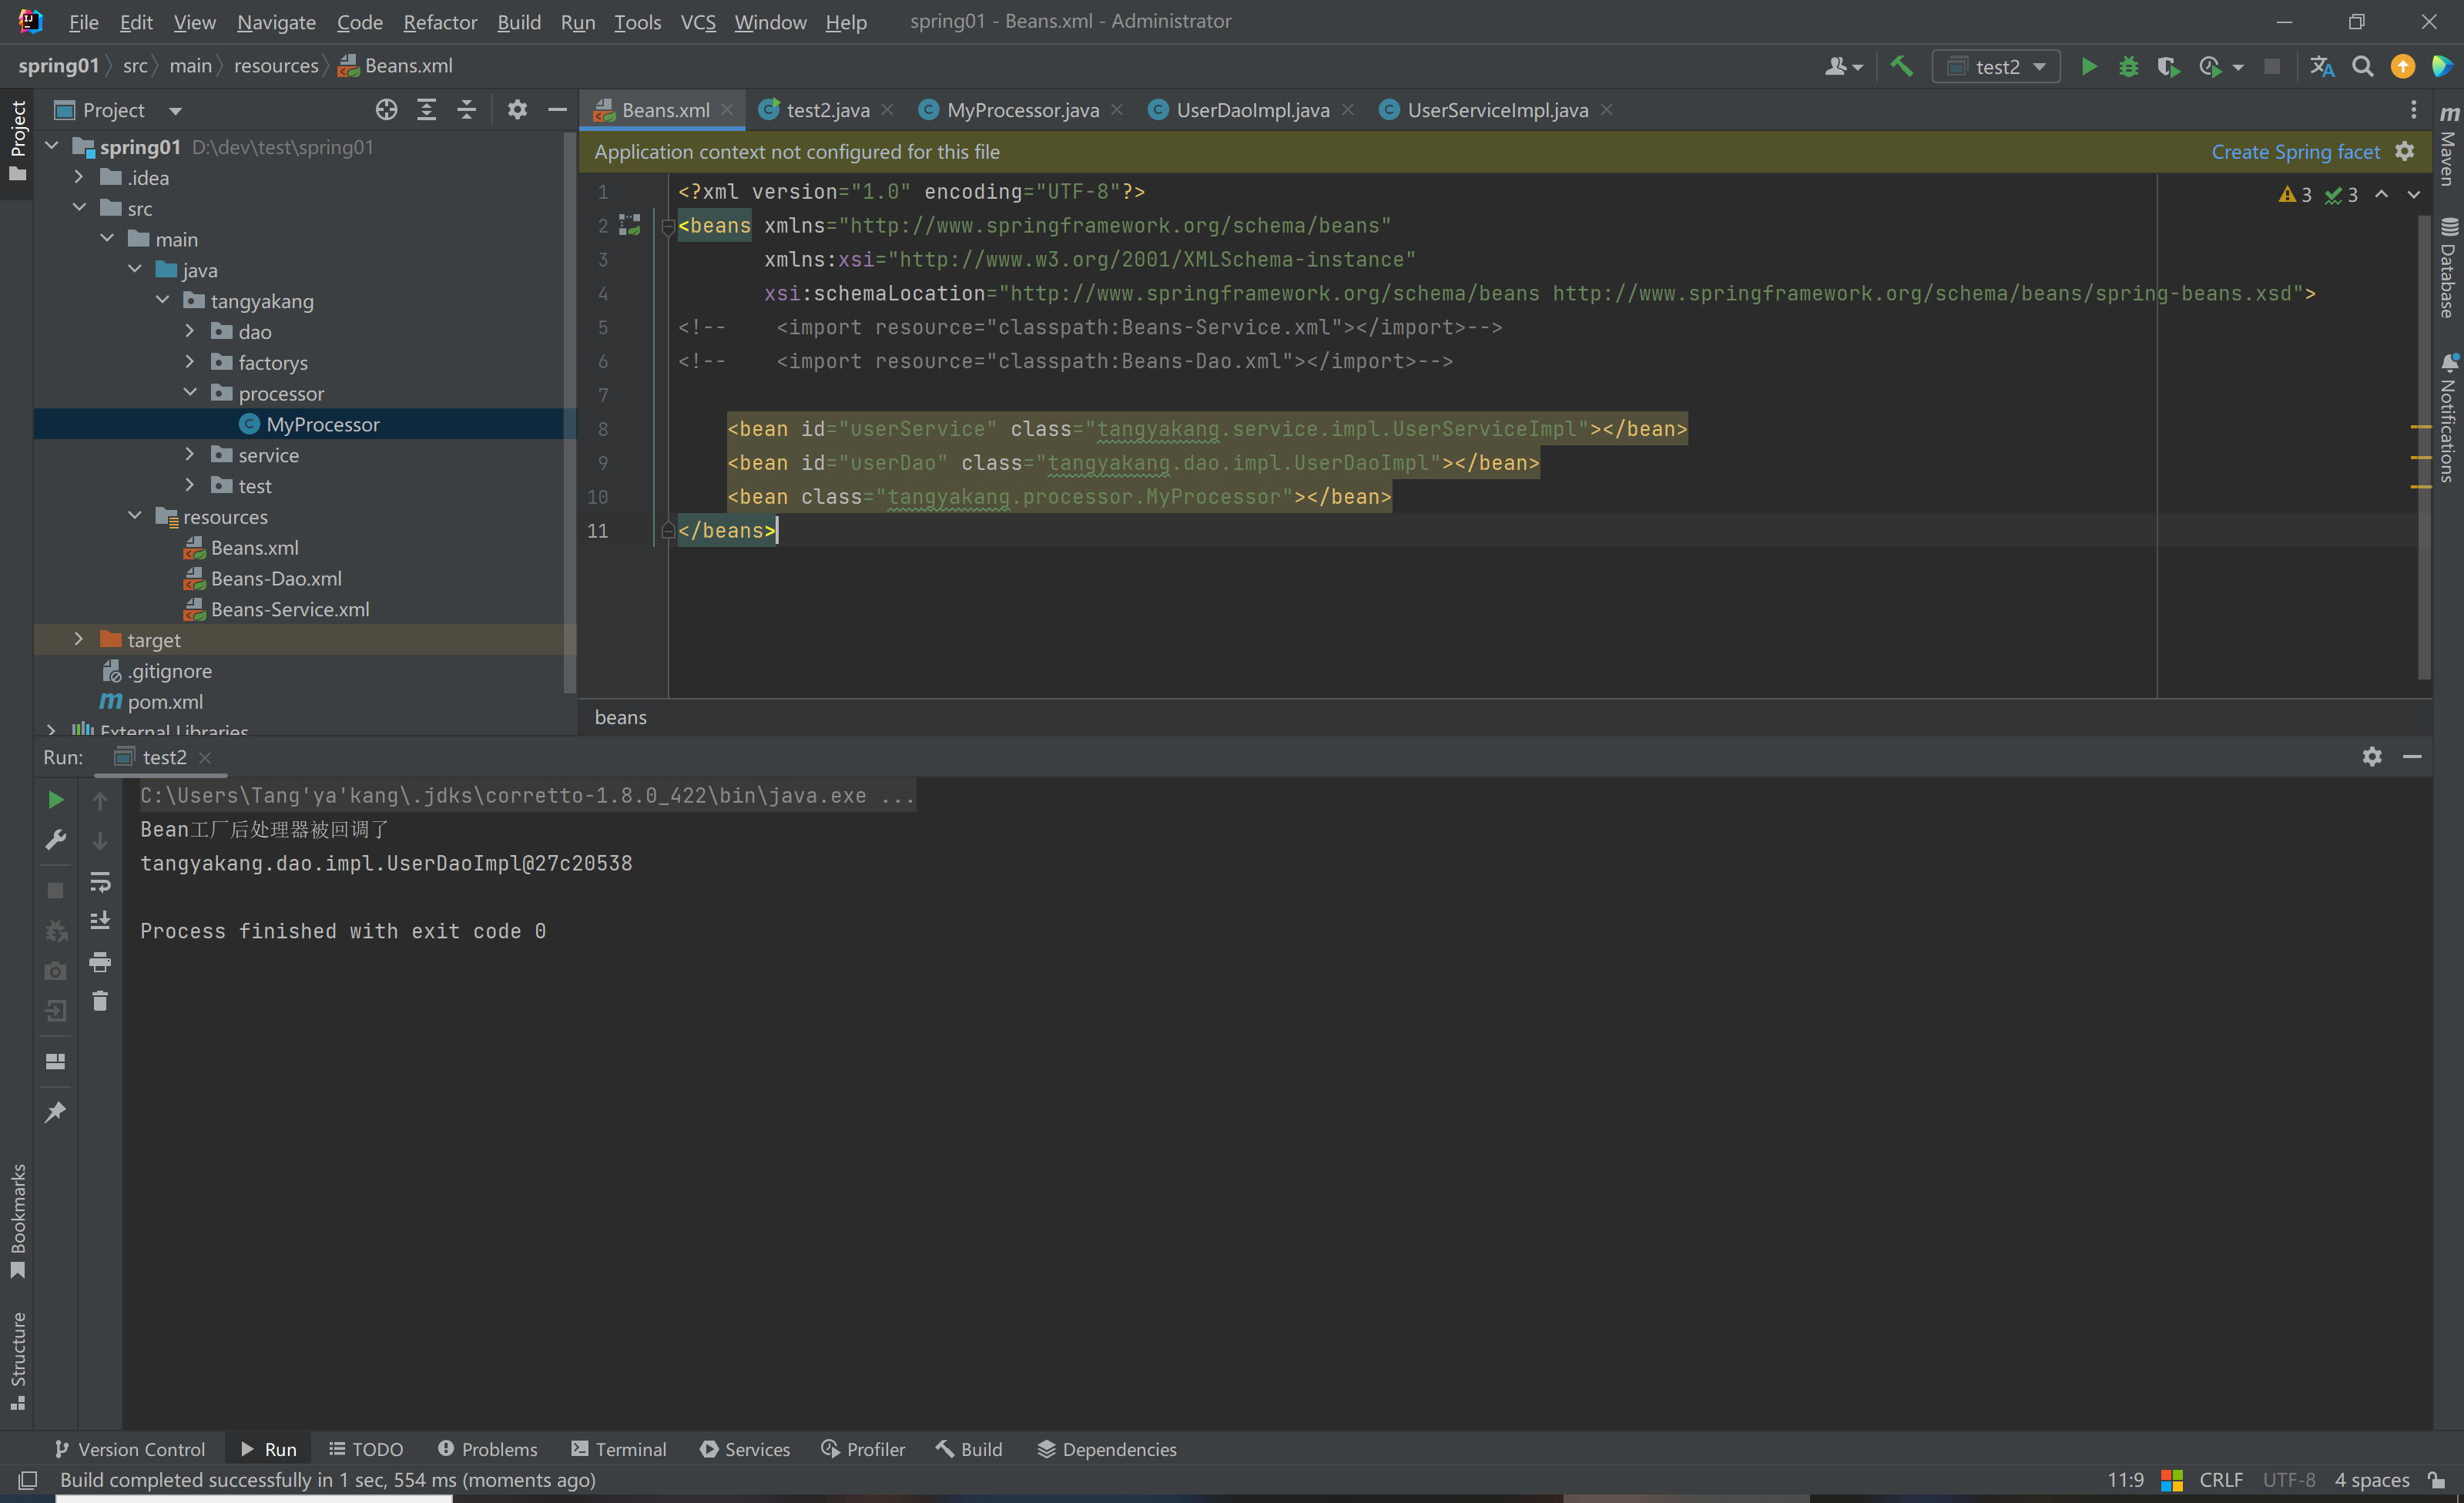 File Edit View Navigate Code Refactor Build Run Tools VCS Window Help spring01 - Beans.xml - Administrator
spring01 src main resources Beans.xml
test2
Project
Beans.xml test2.java MyProcessor.java UserDaoImpl.java UserServiceImpl.java
Project
Application context not configured for this file Create Spring facet
spring01 D:\dev\test\spring01
.idea
src
main
java
tangyakang
dao
factorys
processor
MyProcessor
service
test
resources
Beans.xml
Beans-Dao.xml
Beans-Service.xml
target
.gitignore
pom.xml
External Libraries
1 <?xml version="1.0" encoding="UTF-8"?>
2 <beans xmlns="http://www.springframework.org/schema/beans"
3 xmlns:xsi="http://www.w3.org/2001/XMLSchema-instance"
4 xsi:schemaLocation="http://www.springframework.org/schema/beans http://www.springframework.org/schema/beans/spring-beans.xsd">
5 <!-- <import resource="classpath:Beans-Service.xml"></import>-->
6 <!-- <import resource="classpath:Beans-Dao.xml"></import>-->
7
8 <bean id="userService" class="tangyakang.service.impl.UserServiceImpl"></bean>
9 <bean id="userDao" class="tangyakang.dao.impl.UserDaoImpl"></bean>
10 <bean class="tangyakang.processor.MyProcessor"></bean>
11 </beans>
3 3
beans
m
Maven
Database
Notifications
Run: test2
C:\Users\Tang'ya'kang\.jdks\corretto-1.8.0_422\bin\java.exe ...
Bean工厂后处理器被回调了
tangyakang.dao.impl.UserDaoImpl@27c20538
Process finished with exit code 0
Bookmarks
Structure
Version Control Run TODO Problems Terminal Services Profiler Build Dependencies
Build completed successfully in 1 sec, 554 ms (moments ago) 11:9 CRLF UTF-8 4 spaces